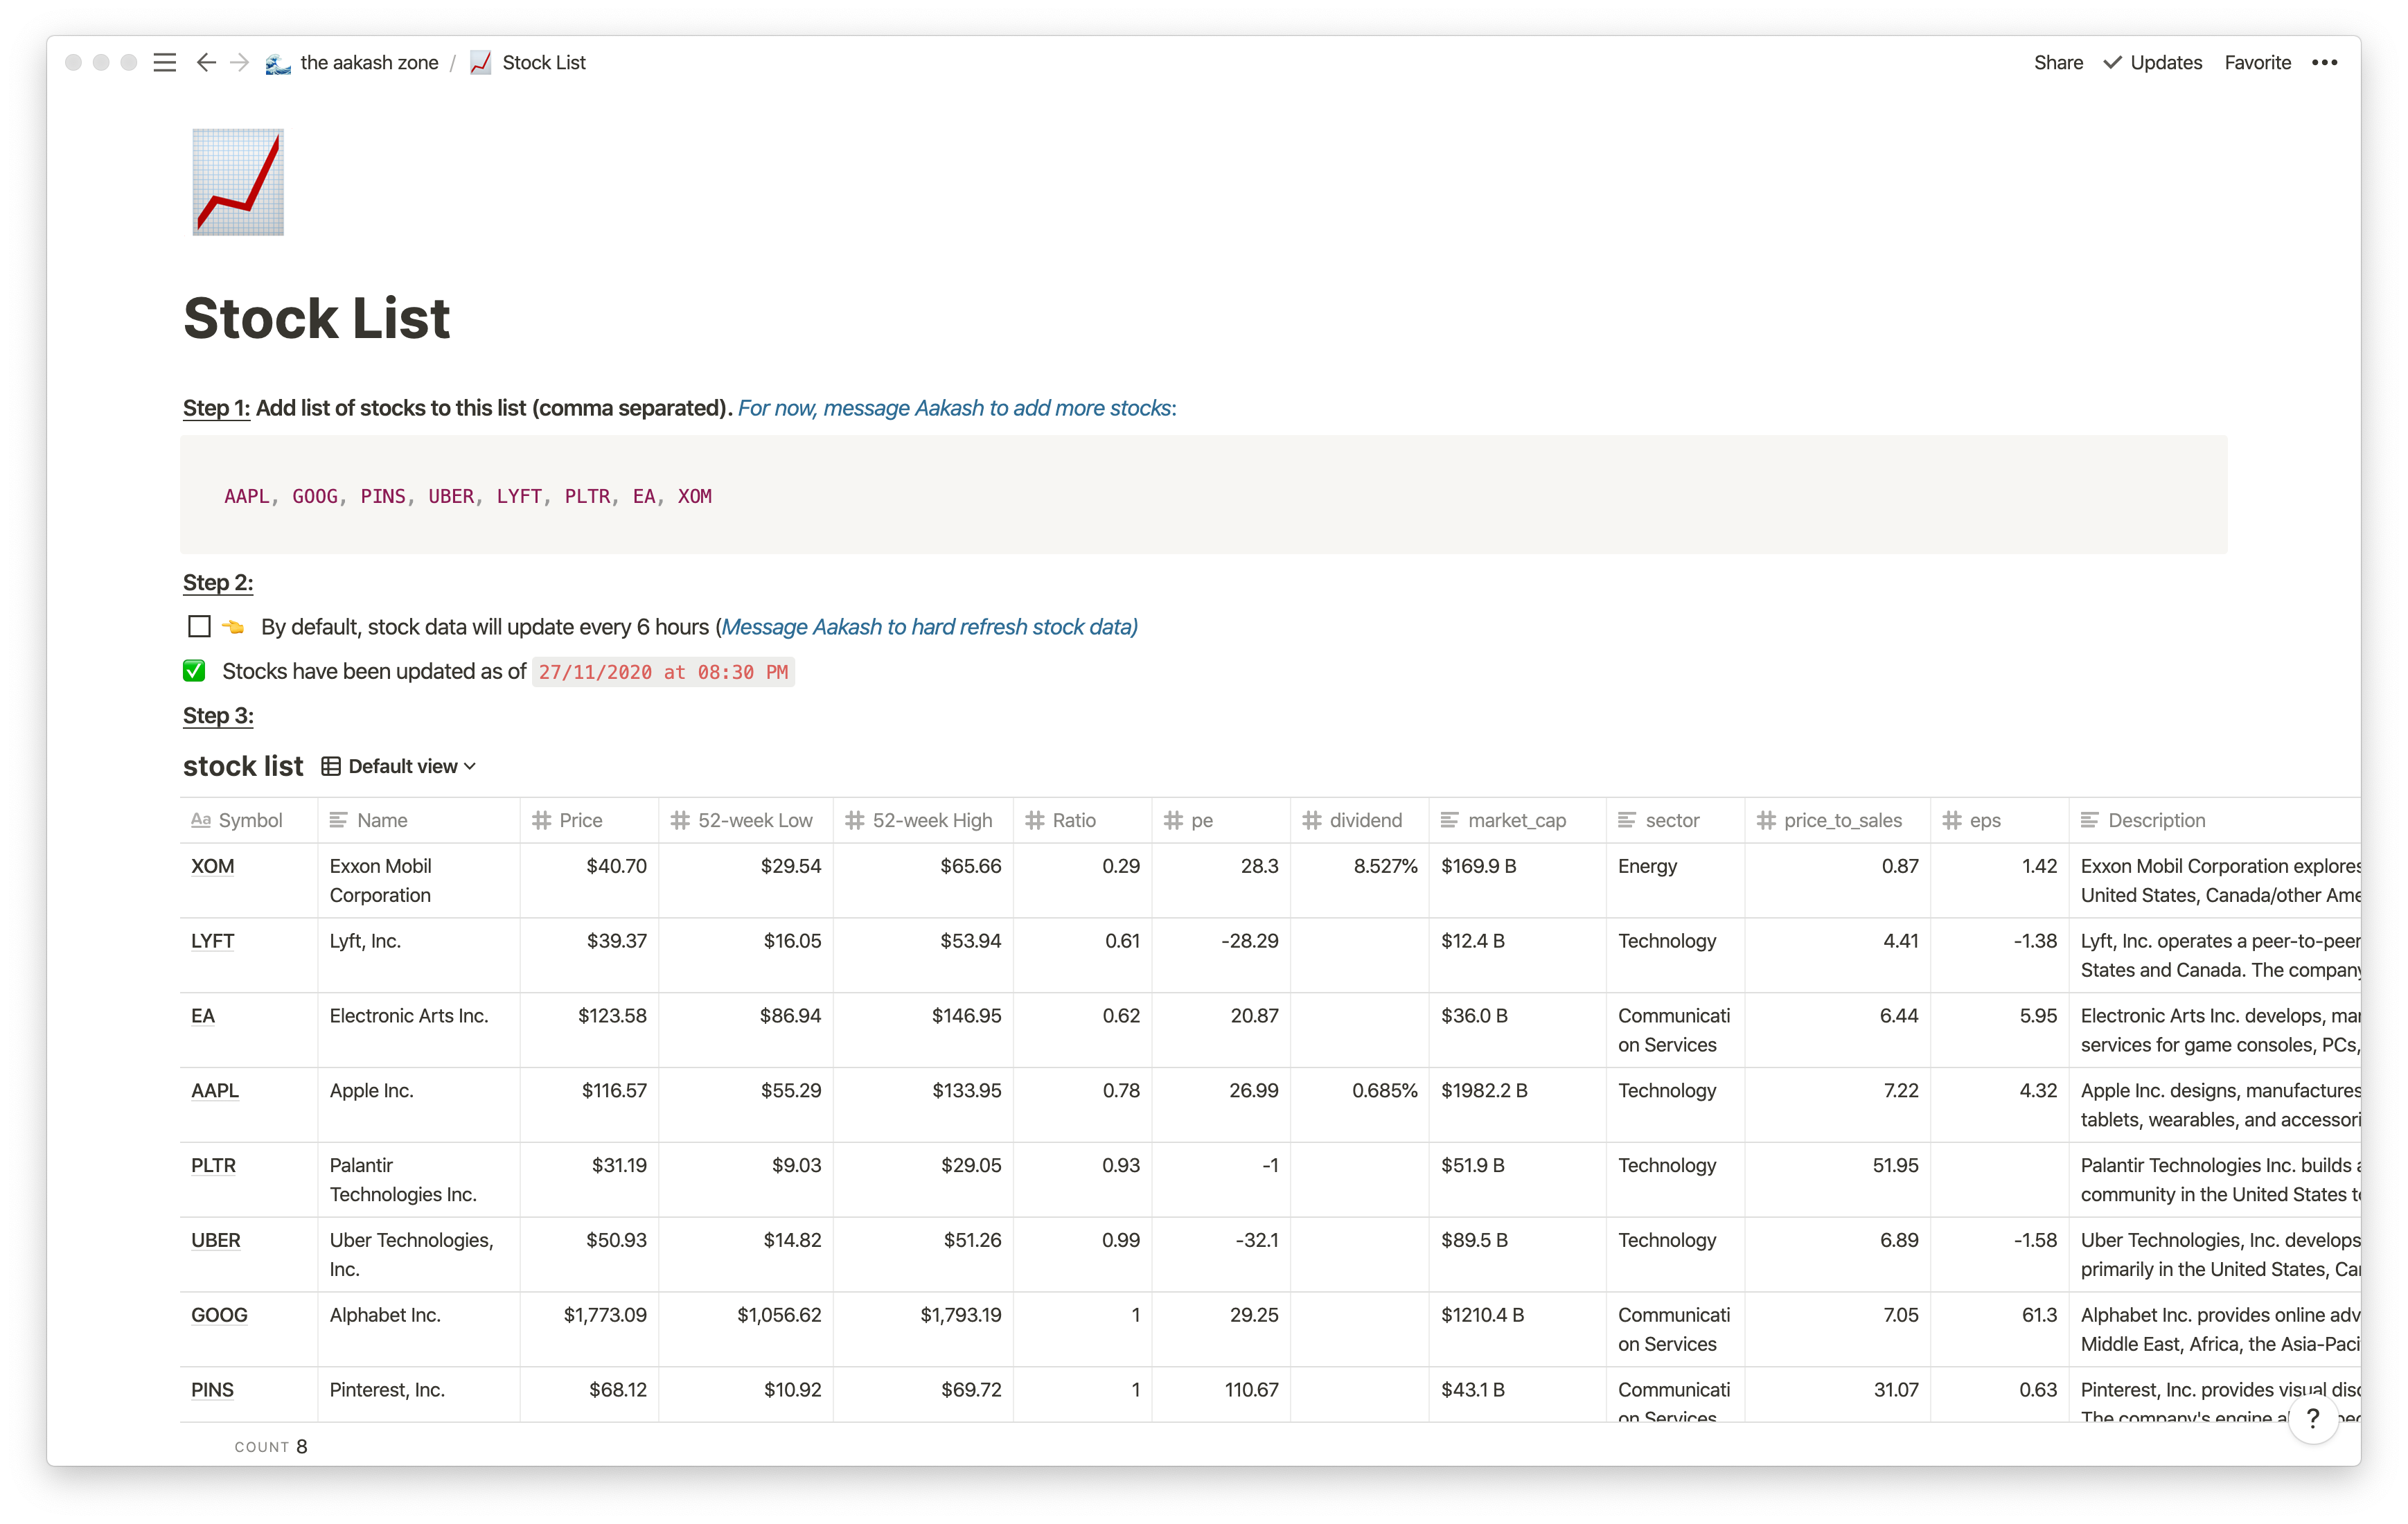 the aakash zone / Stock List Share Updates Favorite
Stock List
Step 1: Add list of stocks to this list (comma separated). For now, message Aakash to add more stocks:
AAPL, GOOG, PINS, UBER, LYFT, PLTR, EA, XOM
Step 2:
By default, stock data will update every 6 hours (Message Aakash to hard refresh stock data)
Stocks have been updated as of 27/11/2020 at 08:30 PM
Step 3:
stock list Default view
Aa Symbol Name Price 52-week Low 52-week High Ratio pe dividend market_cap sector price_to_sales eps Description
XOM Exxon Mobil $40.70 $29.54 $65.66 0.29 28.3 8.527% $169.9 B Energy 0.87 1.42 Exxon Mobil Corporation explores
Corporation United States, Canada/other Ame
LYFT Lyft, Inc. $39.37 $16.05 $53.94 0.61 -28.29 $12.4 B Technology 4.41 -1.38 Lyft, Inc. operates a peer-to-peer
States and Canada. The company
EA Electronic Arts Inc. $123.58 $86.94 $146.95 0.62 20.87 $36.0 B Communicati 6.44 5.95 Electronic Arts Inc. develops, mar
on Services services for game consoles, PCs,
AAPL Apple Inc. $116.57 $55.29 $133.95 0.78 26.99 0.685% $1982.2 B Technology 7.22 4.32 Apple Inc. designs, manufactures
tablets, wearables, and accessori
PLTR Palantir $31.19 $9.03 $29.05 0.93 -1 $51.9 B Technology 51.95 Palantir Technologies Inc. builds
Technologies Inc. community in the United States
UBER Uber Technologies, $50.93 $14.82 $51.26 0.99 -32.1 $89.5 B Technology 6.89 -1.58 Uber Technologies, Inc. develops
Inc. primarily in the United States, Ca
GOOG Alphabet Inc. $1,773.09 $1,056.62 $1,793.19 1 29.25 $1210.4 B Communicati 7.05 61.3 Alphabet Inc. provides online adv
on Services Middle East, Africa, the Asia-Paci
PINS Pinterest, Inc. $68.12 $10.92 $69.72 1 110.67 $43.1 B Communicati 31.07 0.63 Pinterest, Inc. provides visual disc
on Services The company's engine
?
COUNT 8